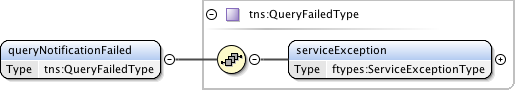 tns:QueryFailedType
queryNotificationFailed
Type tns:QueryFailedType
serviceException
Type ftypes:ServiceExceptionType